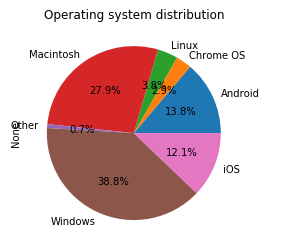 Operating system distribution
Linux
Macintosh
Chrome OS
3.8%
27.9%
2.9%
Android
13.8%
Other
0.7%
None
12.1%
iOS
38.8%
Windows